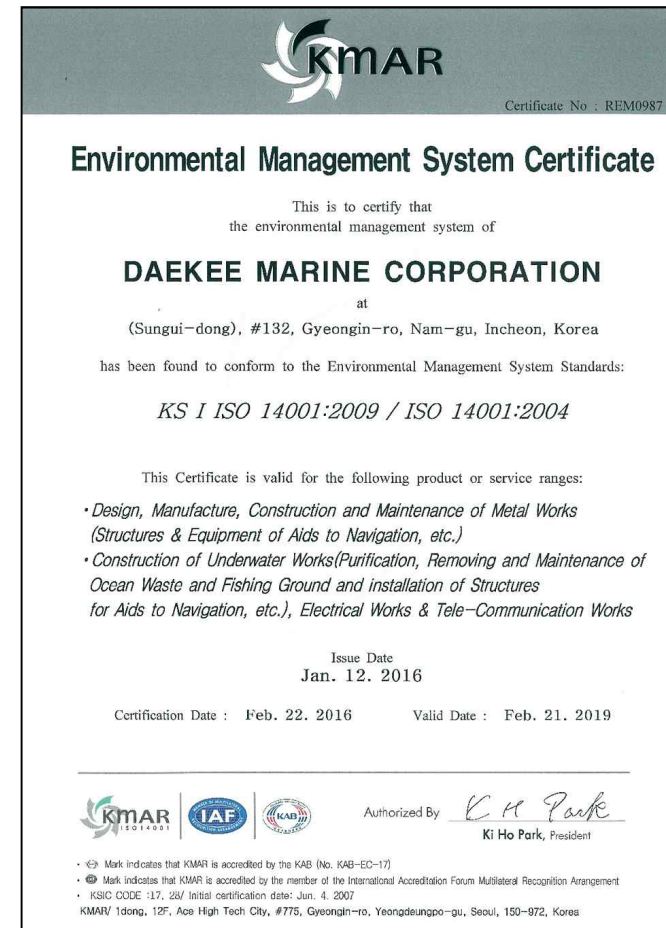 KMAR
Certificate No : REM0987
Environmental Management System Certificate
This is to certify that
the environmental management system of
DAEKEE MARINE CORPORATION
at
(Sungui-dong), #132, Gyeongin-ro, Nam-gu, Incheon, Korea
has been found to conform to the Environmental Management System Standards:
KS I ISO 14001:2009 / ISO 14001:2004
This Certificate is valid for the following product or service ranges:
• Design, Manufacture, Construction and Maintenance of Metal Works
(Structures & Equipment of Aids to Navigation, etc.)
• Construction of Underwater Works(Purification, Removing and Maintenance of
Ocean Waste and Fishing Ground and installation of Structures
for Aids to Navigation, etc.), Electrical Works & Tele-Communication Works
Issue Date
Jan. 12. 2016
Certification Date : Feb. 22. 2016 Valid Date : Feb. 21. 2019
KMAR
ISO14001
IAF
KAB
Authorized By K H Park
Ki Ho Park, President
• Mark indicates that KMAR is accredited by the KAB (No. KAB-EC-17)
• Mark indicates that KMAR is accredited by the member of the International Accreditation Forum Multilateral Recognition Arrangement
• KSIC CODE :17, 28/ Initial certification date: Jun. 4. 2007
KMAR/ 1dong, 12F, Ace High Tech City, #775, Gyeongin-ro, Yeongdeungpo-gu, Seoul, 150-972, Korea